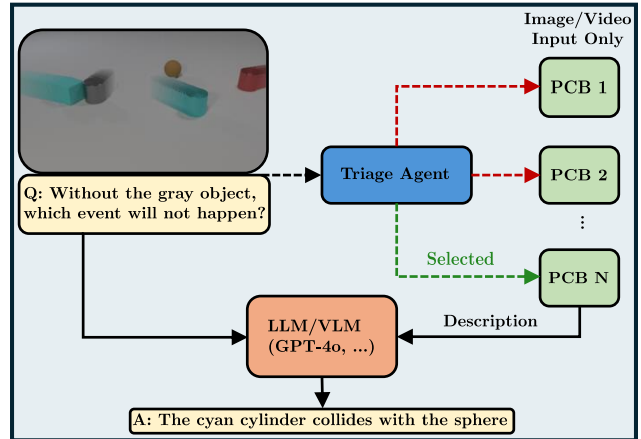 Image/Video
Input Only
PCB 1
Triage Agent
PCB 2
...
Q: Without the gray object,
which event will not happen?
Selected
PCB N
LLM/VLM
(GPT-4o, ...)
Description
A: The cyan cylinder collides with the sphere